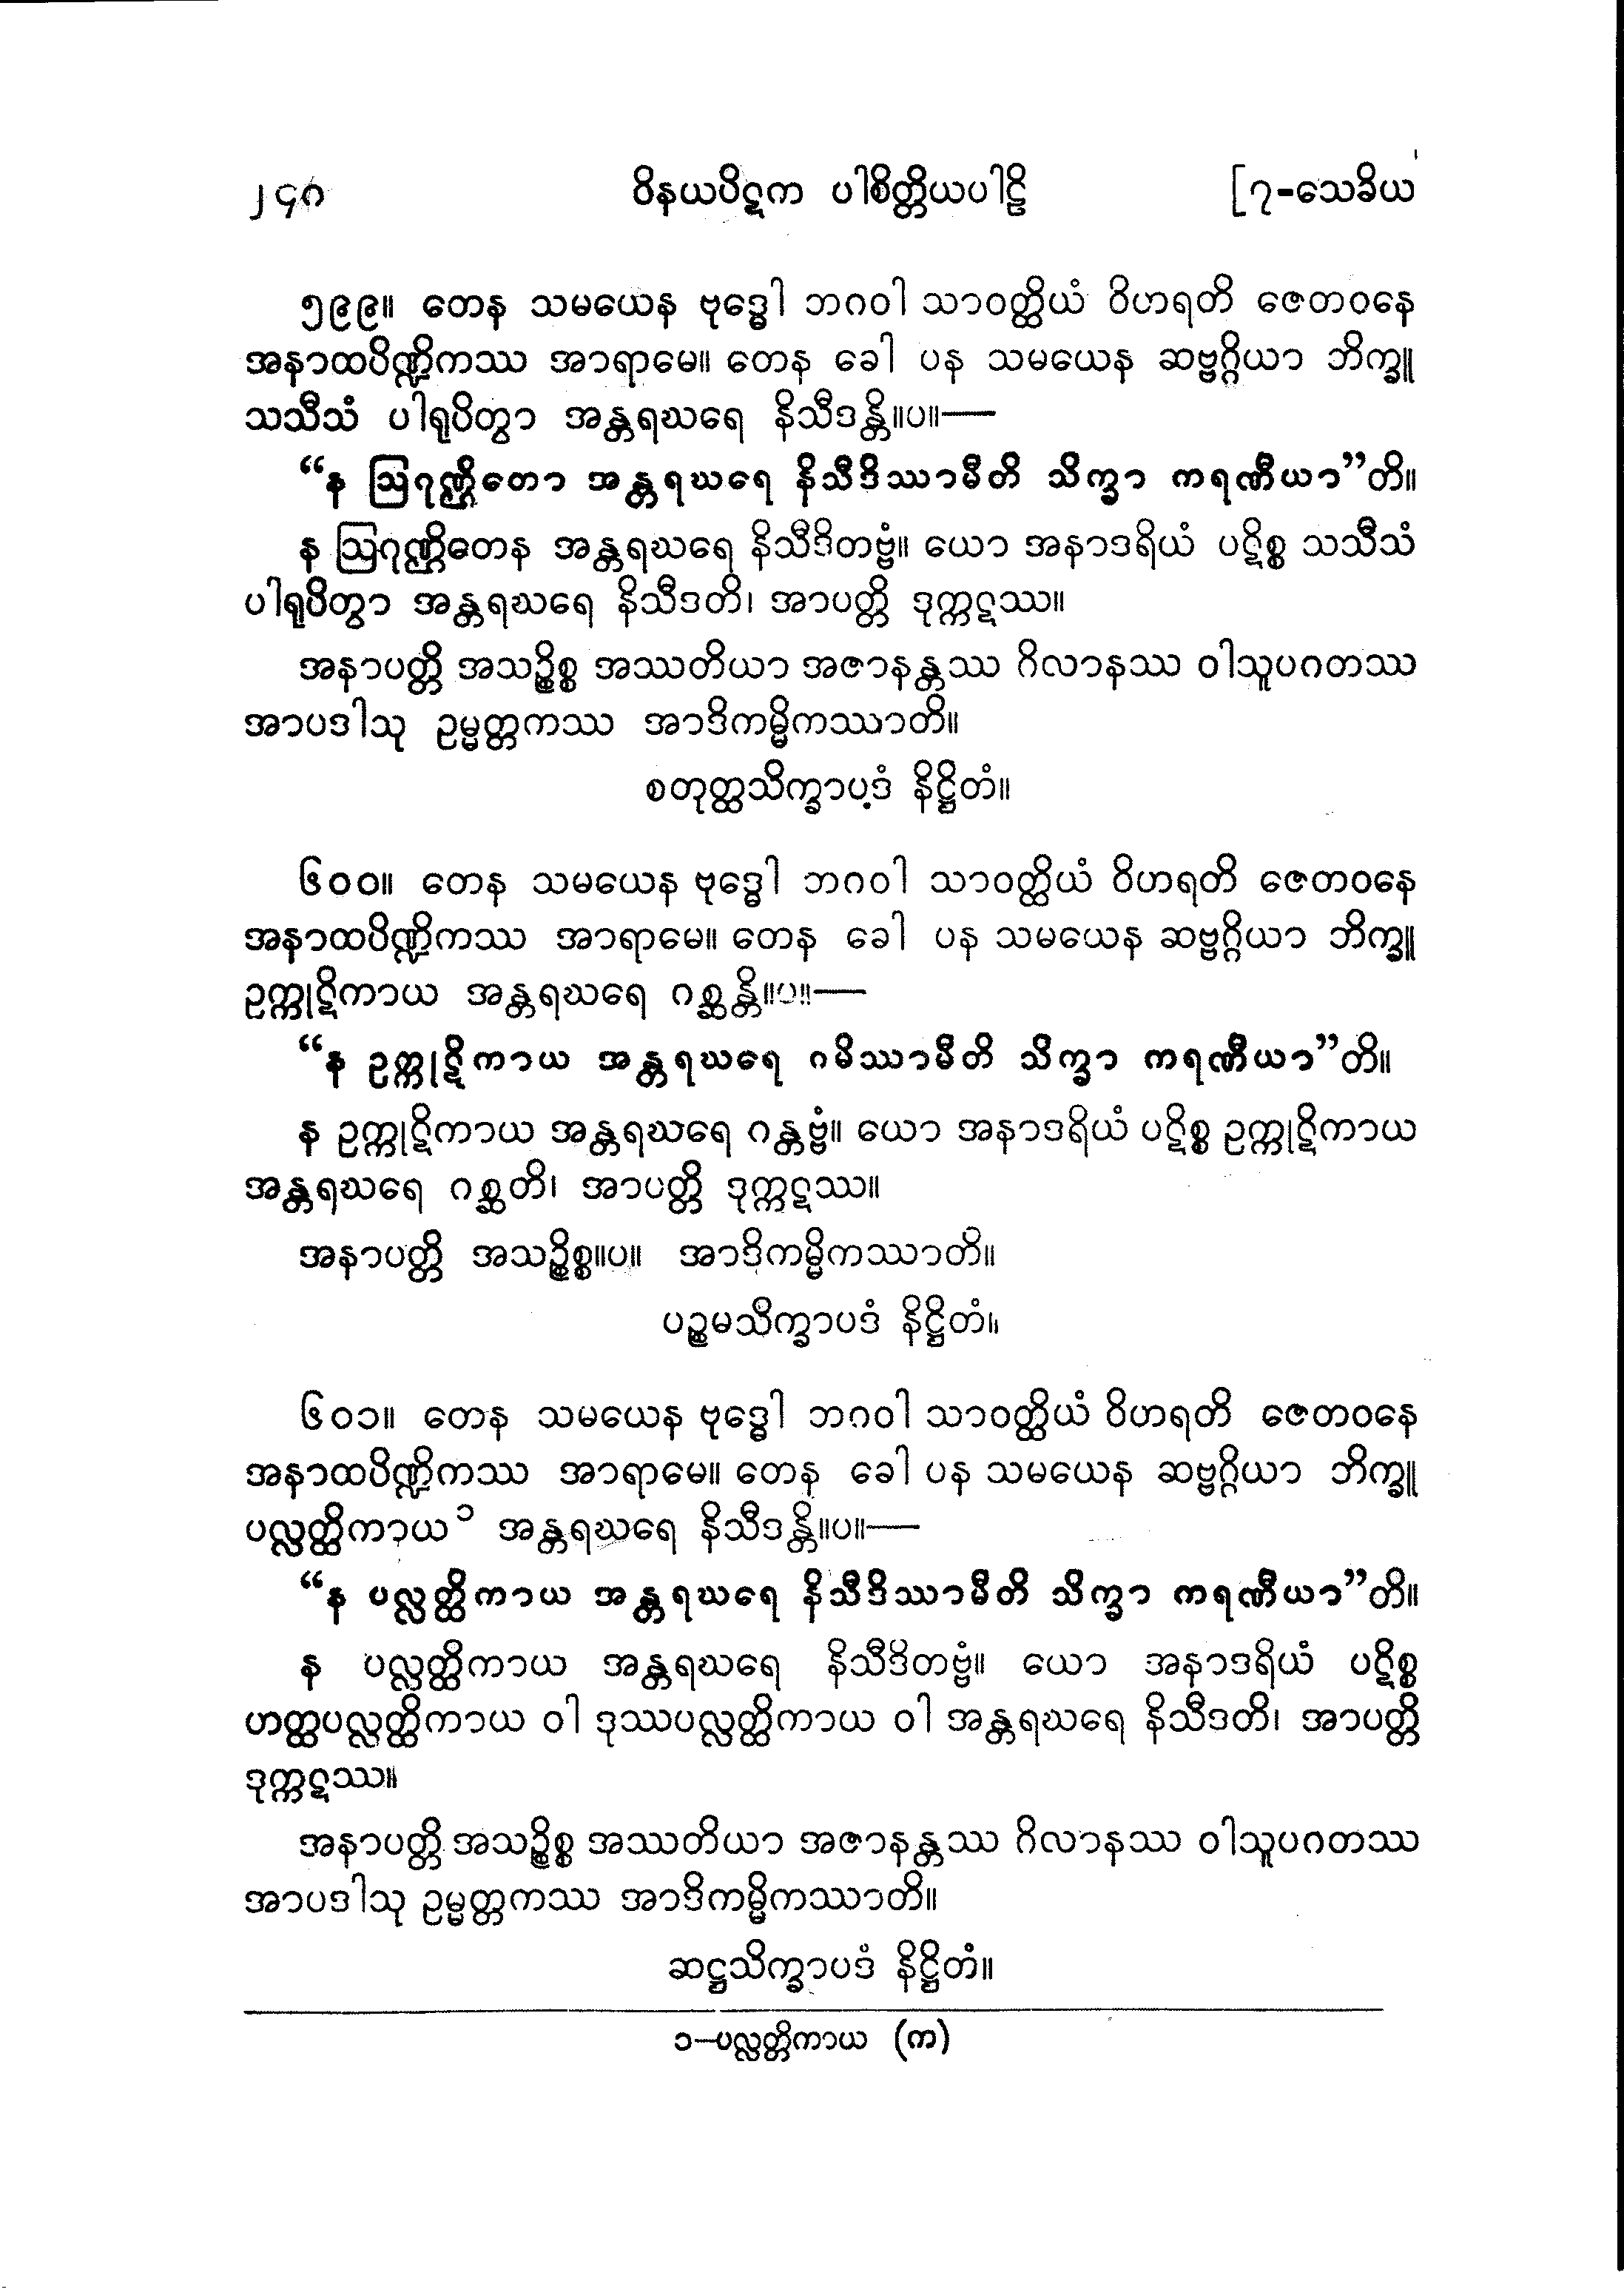 ၂၄၈ ဝိနယပိဋက ပါစိတ္တိယပါဠိ [၇-သေခိယ
၅၉၉။ တေန သမယေန ဗုဒ္ဓေါ ဘဂဝါ သာဝတ္ထိယံ ဝိဟရတိ ဇေတဝနေ
အနာထပိဏ္ဍိကဿ အာရာမေ။ တေန ခေါ ပန သမယေန ဆဗ္ဗဂ္ဂိယာ ဘိက္ခူ
သသီသံ ပါရုပိတွာ အန္တရဃရေ နိသီဒန္တိ။ပ။—
“န ဩဂုဏ္ဌိတော အန္တရဃရေ နိသီဒိဿာမီတိ သိက္ခာ ကရဏီယာ”တိ။
န ဩဂုဏ္ဌိတေန အန္တရဃရေ နိသီဒိတဗ္ဗံ။ ယော အနာဒရိယံ ပဋိစ္စ သသီသံ
ပါရုပိတွာ အန္တရဃရေ နိသီဒတိ၊ အာပတ္တိ ဒုက္ကဋဿ။
အနာပတ္တိ အသဉ္စိစ္စ အဿတိယာ အဇာနန္တဿ ဂိလာနဿ ဝါသူပဂတဿ
အာပဒါသု ဥမ္မတ္တကဿ အာဒိကမ္မိကဿာတိ။
စတုတ္ထသိက္ခာပဒံ နိဋ္ဌိတံ။
၆၀၀။ တေန သမယေန ဗုဒ္ဓေါ ဘဂဝါ သာဝတ္ထိယံ ဝိဟရတိ ဇေတဝနေ
အနာထပိဏ္ဍိကဿ အာရာမေ။ တေန ခေါ ပန သမယေန ဆဗ္ဗဂ္ဂိယာ ဘိက္ခူ
ဥက္ကုဋိကာယ အန္တရဃရေ ဂစ္ဆန္တိ။ပ။—
“န ဥက္ကုဋိကာယ အန္တရဃရေ ဂမိဿာမီတိ သိက္ခာ ကရဏီယာ”တိ။
န ဥက္ကုဋိကာယ အန္တရဃရေ ဂန္တဗ္ဗံ။ ယော အနာဒရိယံ ပဋိစ္စ ဥက္ကုဋိကာယ
အန္တရဃရေ ဂစ္ဆတိ၊ အာပတ္တိ ဒုက္ကဋဿ။
အနာပတ္တိ အသဉ္စိစ္စ။ပ။ အာဒိကမ္မိကဿာတိ။
ပဉ္စမသိက္ခာပဒံ နိဋ္ဌိတံ။
၆၀၁။ တေန သမယေန ဗုဒ္ဓေါ ဘဂဝါ သာဝတ္ထိယံ ဝိဟရတိ ဇေတဝနေ
အနာထပိဏ္ဍိကဿ အာရာမေ။ တေန ခေါ ပန သမယေန ဆဗ္ဗဂ္ဂိယာ ဘိက္ခူ
ပလ္လတ္ထိကာယ ၁ အန္တရဃရေ နိသီဒန္တိ။ပ။—
“န ပလ္လတ္ထိကာယ အန္တရဃရေ နိသီဒိဿာမီတိ သိက္ခာ ကရဏီယာ”တိ။
န ပလ္လတ္ထိကာယ အန္တရဃရေ နိသီဒိတဗ္ဗံ။ ယော အနာဒရိယံ ပဋိစ္စ
ဟတ္ထပလ္လတ္ထိကာယ ဝါ ဒုဿပလ္လတ္ထိကာယ ဝါ အန္တရဃရေ နိသီဒတိ၊ အာပတ္တိ
ဒုက္ကဋဿ။
အနာပတ္တိ အသဉ္စိစ္စ အဿတိယာ အဇာနန္တဿ ဂိလာနဿ ဝါသူပဂတဿ
အာပဒါသု ဥမ္မတ္တကဿ အာဒိကမ္မိကဿာတိ။
ဆဋ္ဌသိက္ခာပဒံ နိဋ္ဌိတံ။
၁—ပလ္လတ္တိကာယ (က)